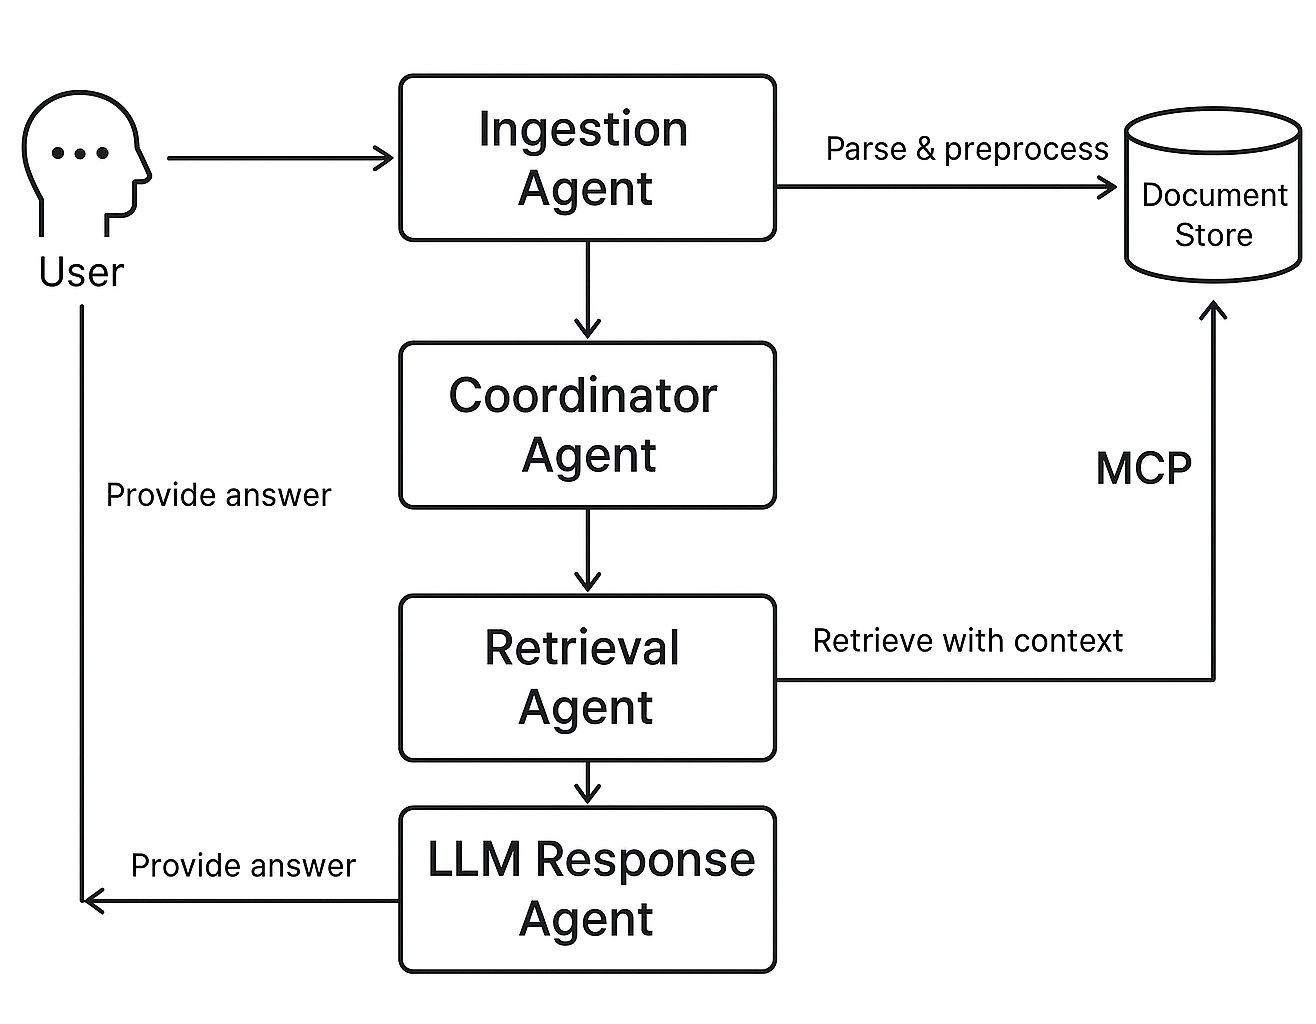 Ingestion
Agent
Parse & preprocess
Document
Store
User
Coordinator
Agent
MCP
Provide answer
Retrieval
Agent
Retrieve with context
LLM Response
Agent
Provide answer